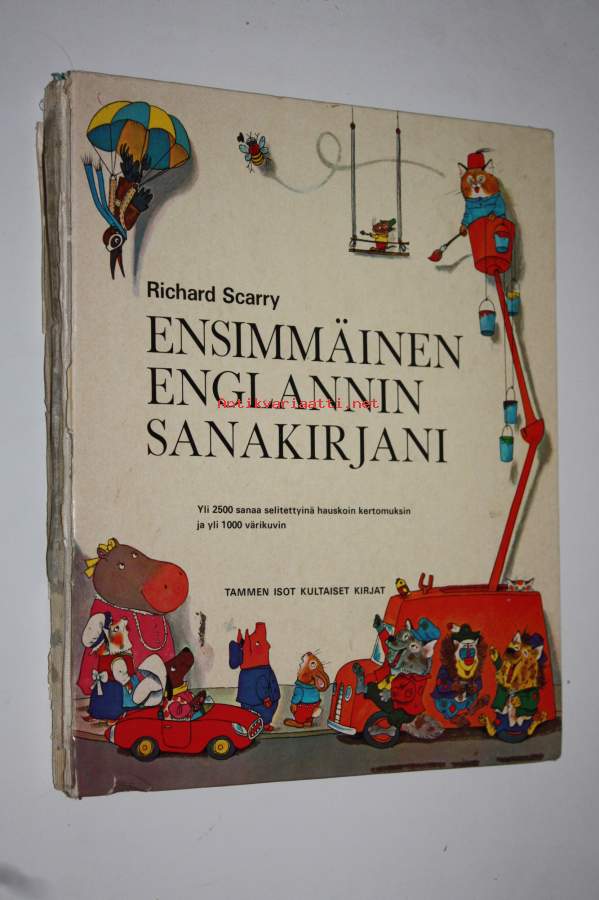 Richard Scarry
ENSIMMÄINEN
ENGLANNIN
Antikvariaatti.net
SANAKIRJANI
Yli 2500 sanaa selitettyinä hauskoin kertomuksin
ja yli 1000 värikuvin
TAMMEN ISOT KULTAISET KIRJAT